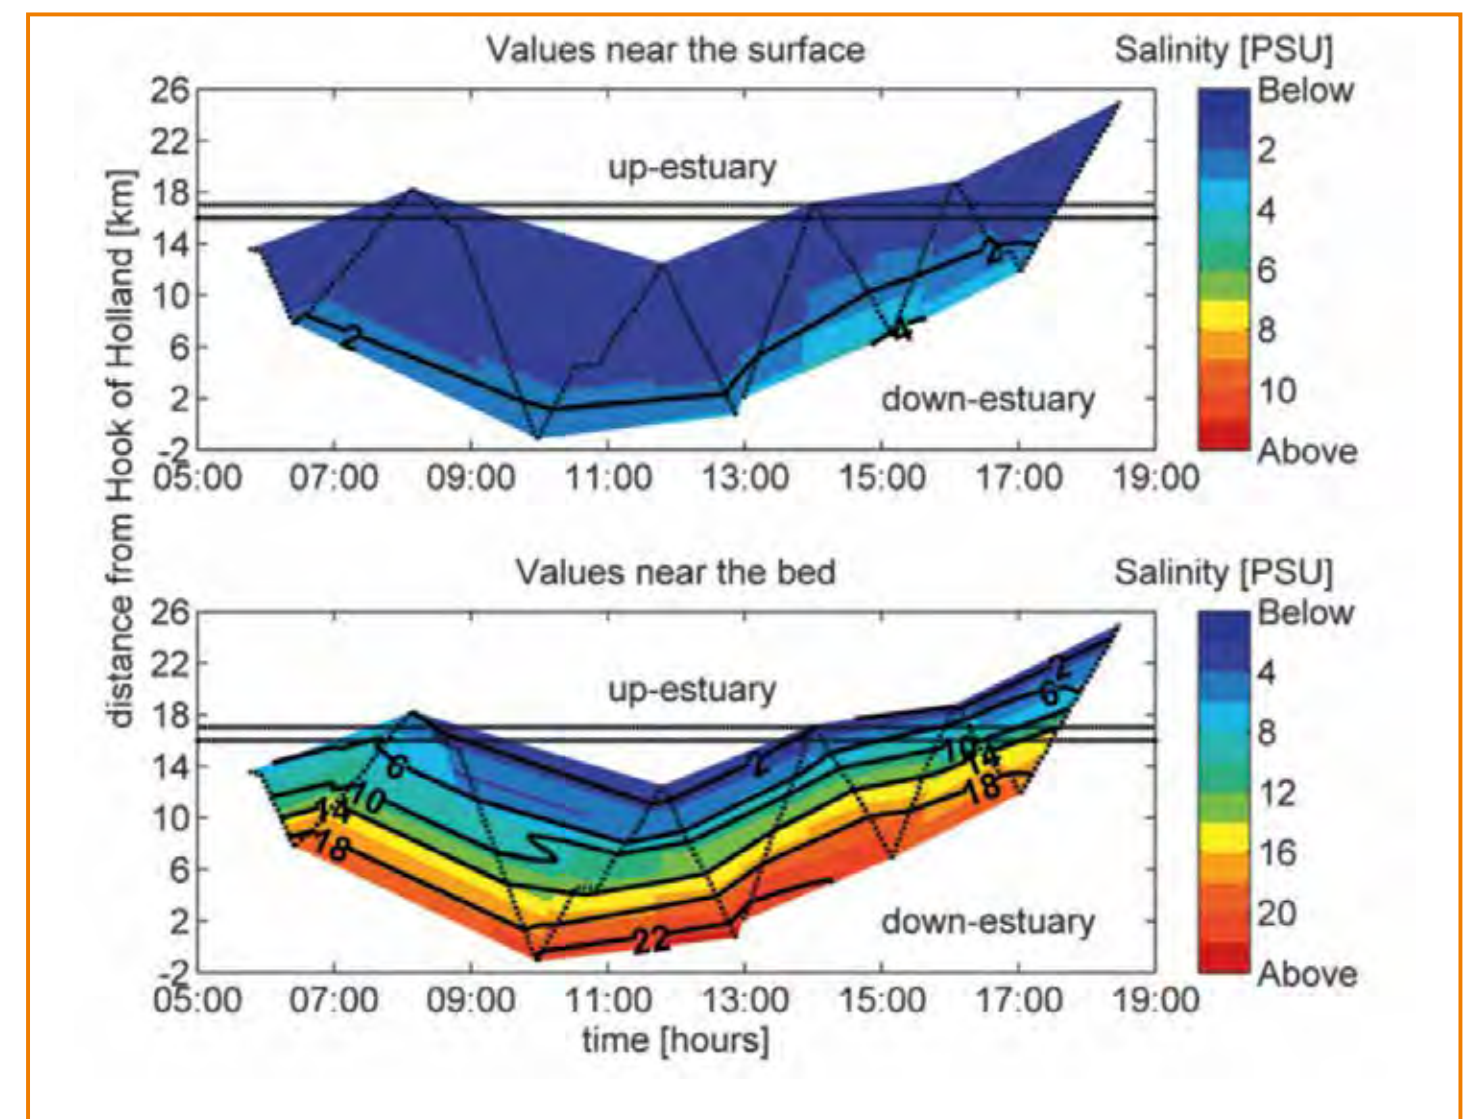 Values near the surface
Salinity [PSU]
26
22
18
14
10
6
2
-2
up-estuary
down-estuary
2
2
4
05:00 07:00 09:00 11:00 13:00 15:00 17:00 19:00
Below
2
4
6
8
10
Above
distance from Hook of Holland [km]
Values near the bed
Salinity [PSU]
26
22
18
14
10
6
2
-2
up-estuary
down-estuary
6
10
14
18
22
2
2
6
10
14
18
05:00 07:00 09:00 11:00 13:00 15:00 17:00 19:00
time [hours]
Below
4
8
12
16
20
Above